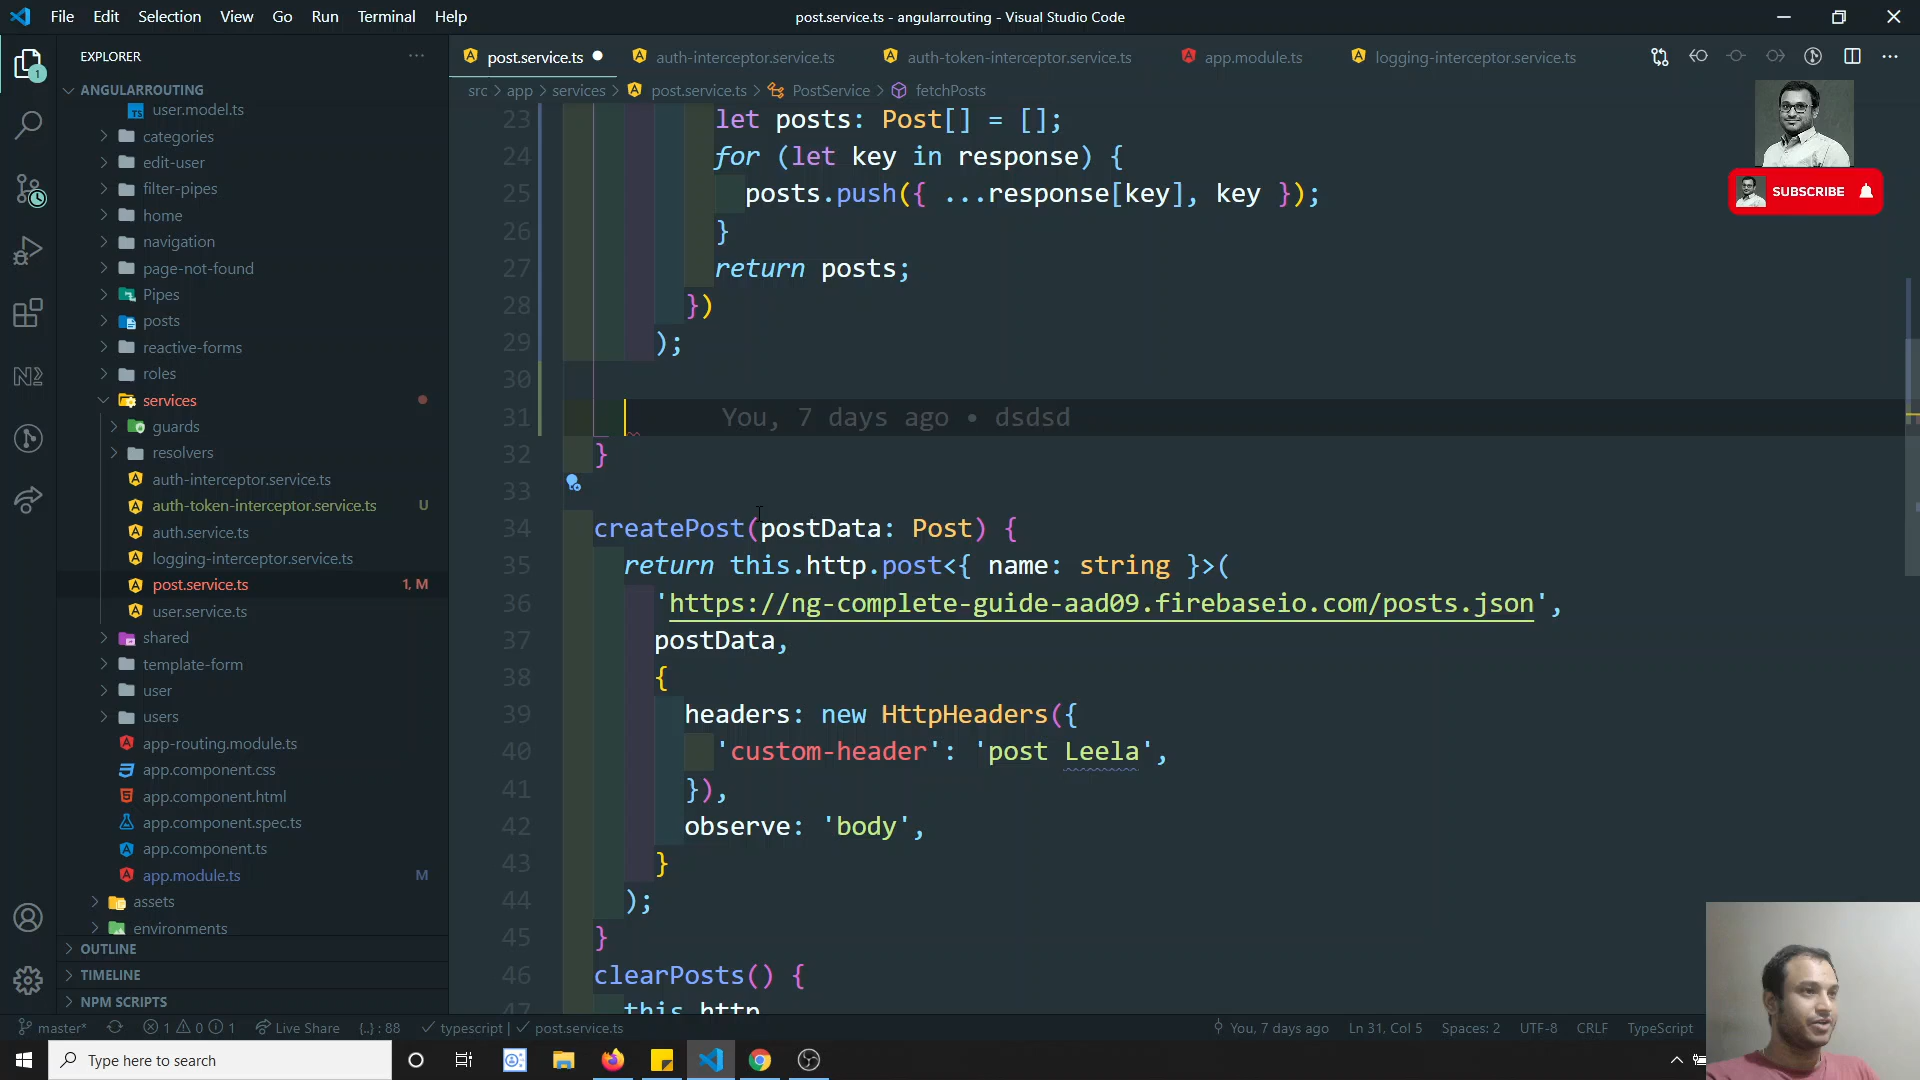 File Edit Selection View Go Run Terminal Help
post.service.ts - angularrouting - Visual Studio Code
EXPLORER
post.service.ts
auth-interceptor.service.ts
auth-token-interceptor.service.ts
app.module.ts
logging-interceptor.service.ts
src > app > services > post.service.ts > PostService > fetchPosts
ANGULARROUTING
user.model.ts
categories
edit-user
filter-pipes
home
navigation
page-not-found
Pipes
posts
reactive-forms
roles
services
guards
resolvers
auth-interceptor.service.ts
auth-token-interceptor.service.ts U
auth.service.ts
logging-interceptor.service.ts
post.service.ts 1, M
user.service.ts
shared
template-form
user
users
app-routing.module.ts
app.component.css
app.component.html
app.component.spec.ts
app.component.ts
app.module.ts M
assets
environments
OUTLINE
TIMELINE
NPM SCRIPTS
23 let posts: Post[] = [];
24 for (let key in response) {
25 posts.push({ ...response[key], key });
26 }
27 return posts;
28 })
29 );
30
31 You, 7 days ago • dsdsd
32 }
33
34 createPost(postData: Post) {
35 return this.http.post<{ name: string }>(
36 'https://ng-complete-guide-aad09.firebaseio.com/posts.json',
37 postData,
38 {
39 headers: new HttpHeaders({
40 'custom-header': 'post Leela',
41 }),
42 observe: 'body',
43 }
44 );
45 }
46 clearPosts() {
47 this.http
SUBSCRIBE
master* 1 0 1 Live Share {..} : 88 typescript | post.service.ts
You, 7 days ago Ln 31, Col 5 Spaces: 2 UTF-8 CRLF TypeScript
Type here to search